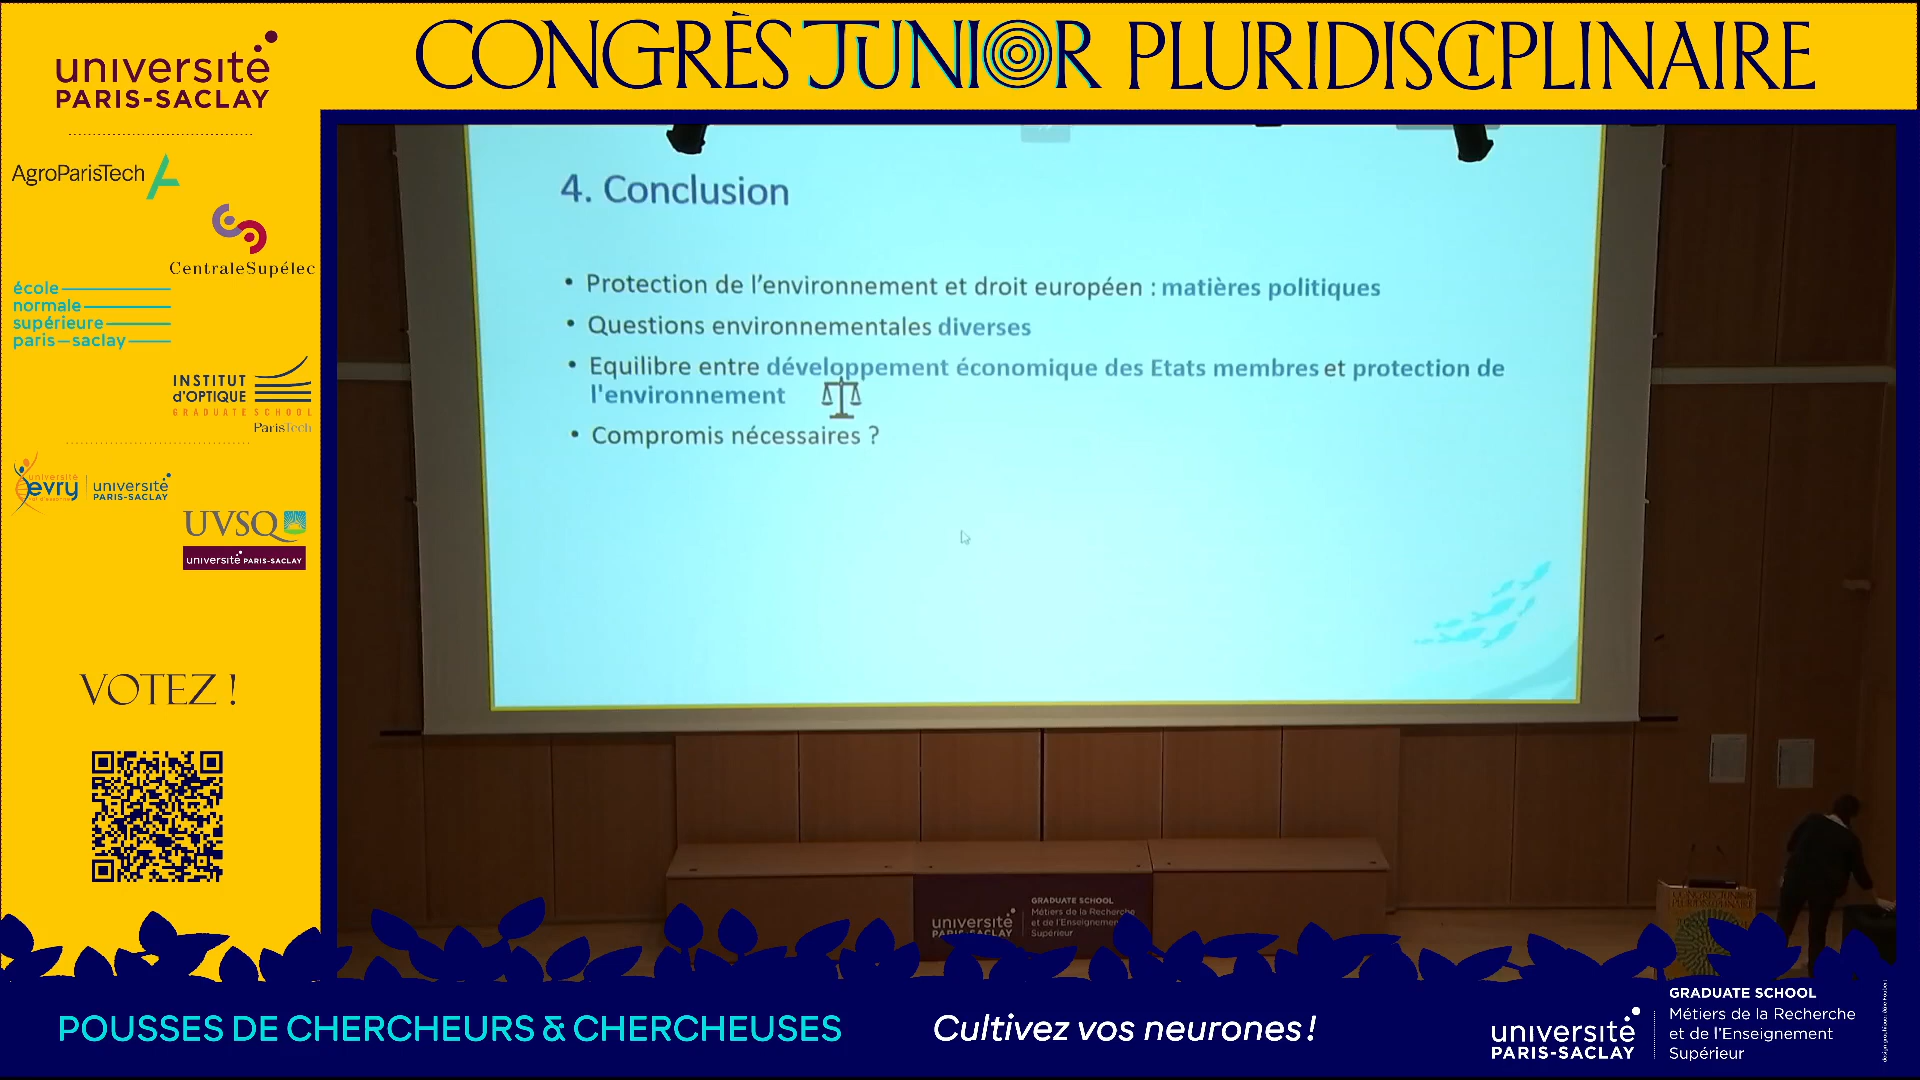 CONGRÈS JUNIOR PLURIDISCIPLINAIRE
université
PARIS-SACLAY
AgroParisTech
CentraleSupélec
école
normale
supérieure
paris—saclay
INSTITUT
d'OPTIQUE
GRADUATE SCHOOL
ParisTech
université
evry
université
PARIS-SACLAY
UVSQ
université PARIS-SACLAY
VOTEZ !
4. Conclusion
• Protection de l'environnement et droit européen : matières politiques
• Questions environnementales diverses
• Equilibre entre développement économique des Etats membres et protection de
l'environnement
• Compromis nécessaires ?
université
PARIS-SACLAY
GRADUATE SCHOOL
Métiers de la Recherche
et de l'Enseignement
Supérieur
CONGRÈS JUNIOR
PLURIDISCIPLINAIRE
POUSSES DE CHERCHEURS & CHERCHEUSES
Cultivez vos neurones !
université
PARIS-SACLAY
GRADUATE SCHOOL
Métiers de la Recherche
et de l'Enseignement
Supérieur